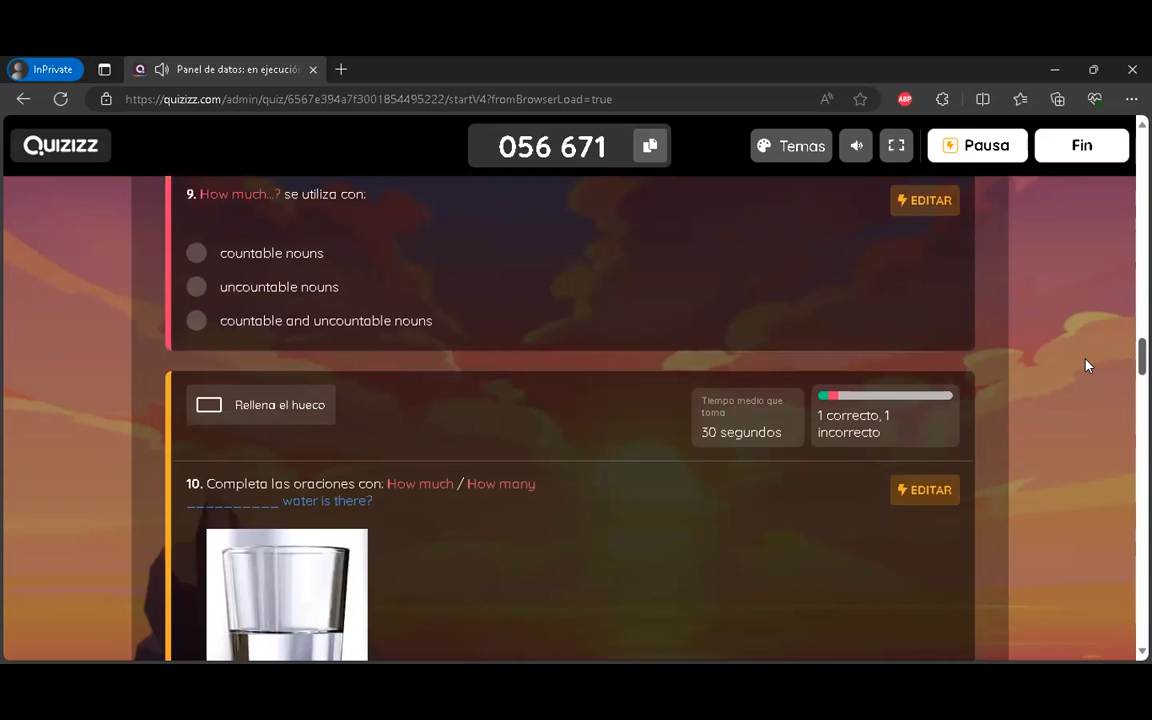 InPrivate
Panel de datos: en ejecució
https://quizizz.com/admin/quiz/6567e394a7f3001854495222/startV4?fromBrowserLoad=true
ABP
Quizizz
056 671
Temas
Pausa
Fin
9. How much...? se utiliza con:
EDITAR
countable nouns
uncountable nouns
countable and uncountable nouns
Rellena el hueco
Tiempo medio que
toma
30 segundos
1 correcto, 1
incorrecto
10. Completa las oraciones con: How much / How many
EDITAR
__________ water is there?